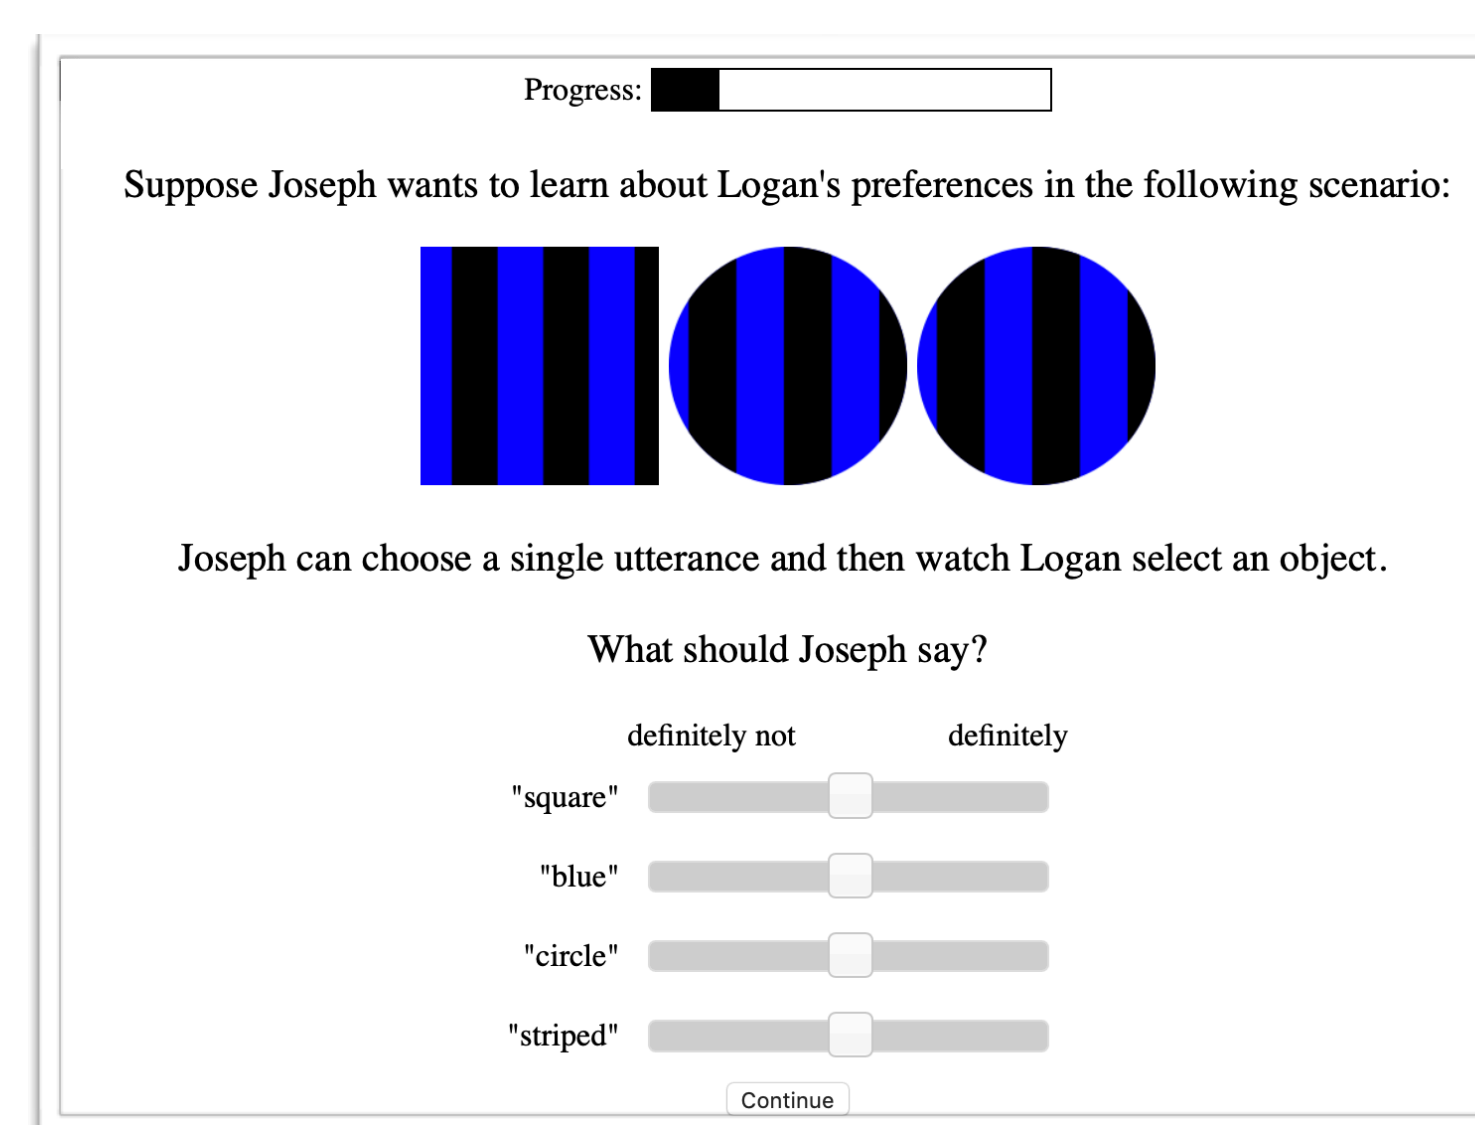 Progress:
Suppose Joseph wants to learn about Logan's preferences in the following scenario:
Joseph can choose a single utterance and then watch Logan select an object.
What should Joseph say?
definitely not definitely
"square"
"blue"
"circle"
"striped"
Continue